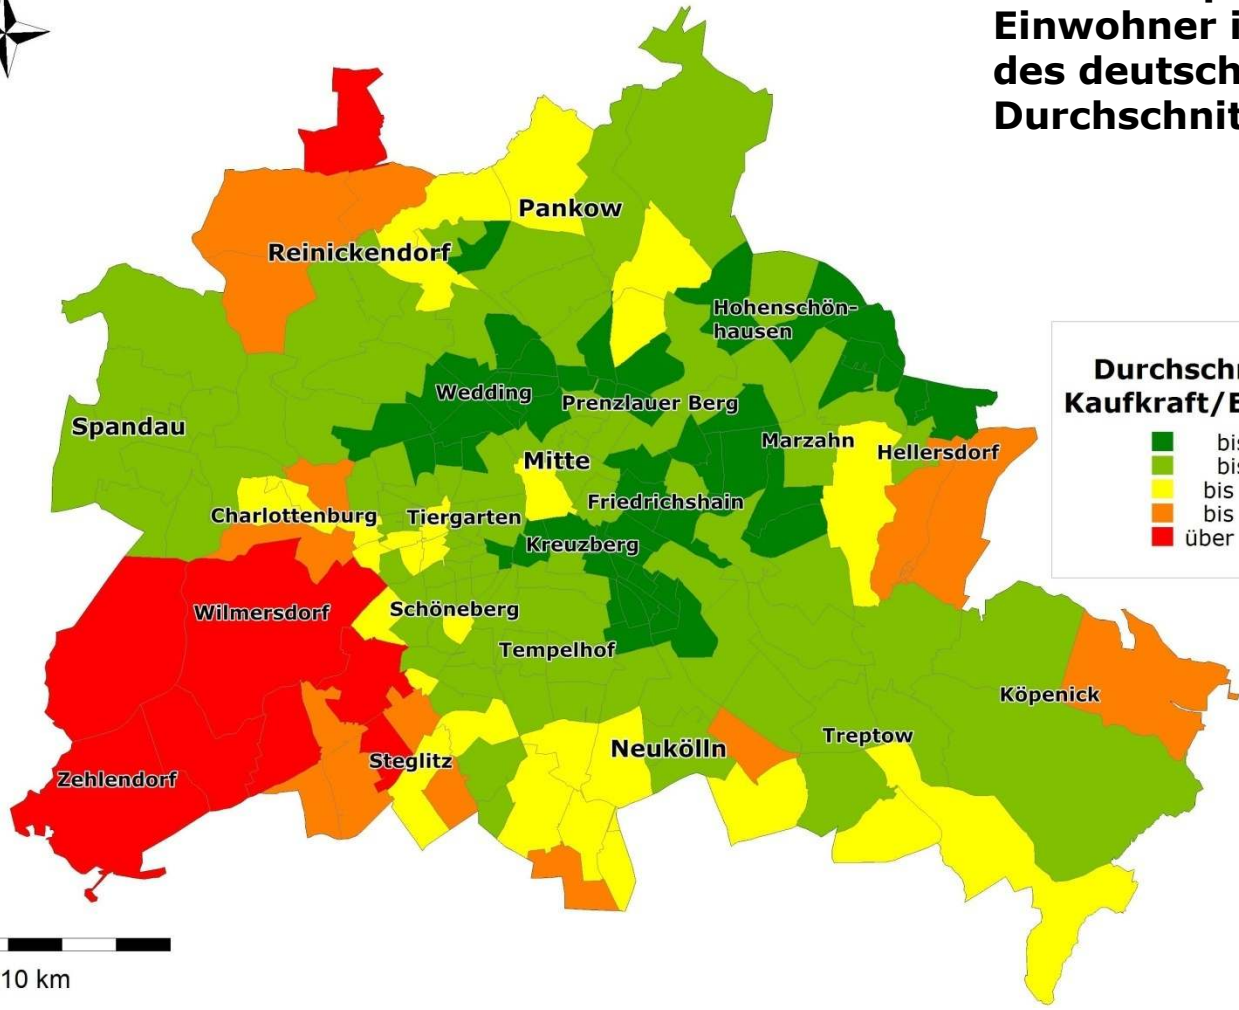 Einwohner i
des deutsch
Durchschnit
Pankow
Reinickendorf
Hohenschön-
hausen
Durchschn
Kaufkraft/E
Wedding
Prenzlauer Berg
Spandau
Marzahn
Hellersdorf
bis
bis
bis
bis
über
Mitte
Friedrichshain
Charlottenburg
Tiergarten
Kreuzberg
Wilmersdorf
Schöneberg
Tempelhof
Köpenick
Treptow
Neukölln
Steglitz
Zehlendorf
10 km